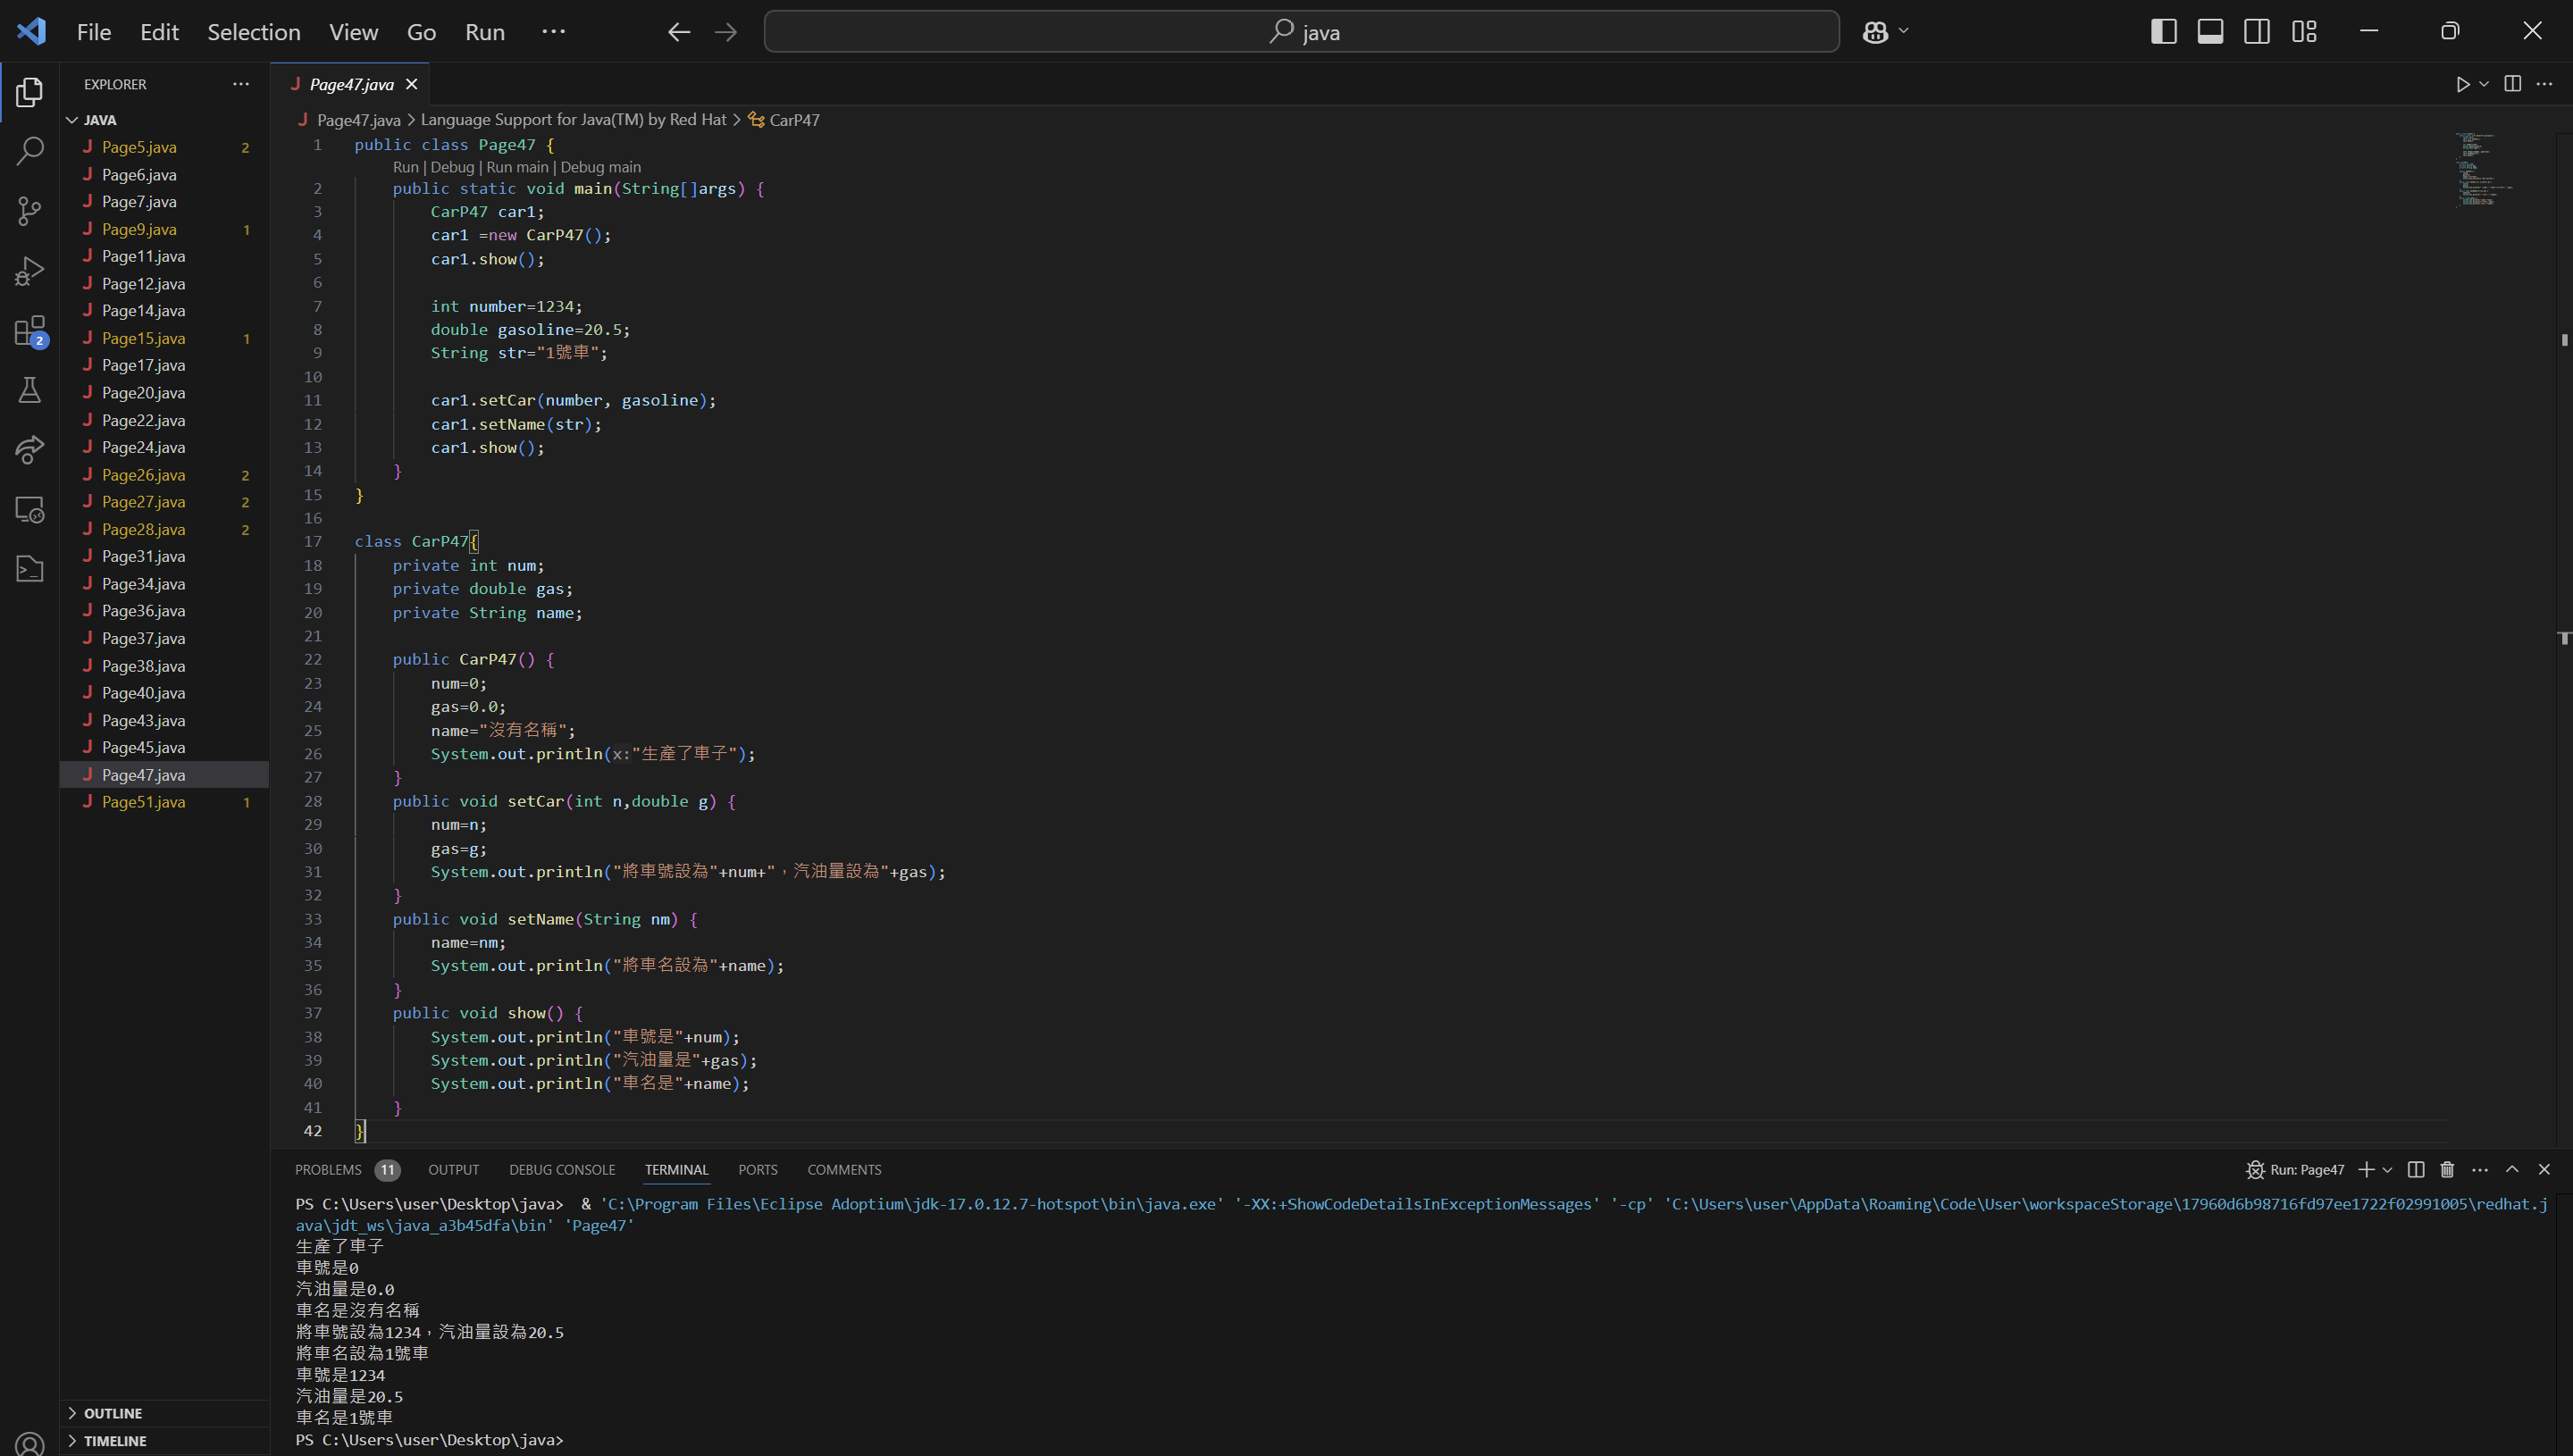 File Edit Selection View Go Run ··· java
EXPLORER ···
JAVA
Page5.java 2
Page6.java
Page7.java
Page9.java 1
Page11.java
Page12.java
Page14.java
Page15.java 1
Page17.java
Page20.java
Page22.java
Page24.java
Page26.java 2
Page27.java 2
Page28.java 2
Page31.java
Page34.java
Page36.java
Page37.java
Page38.java
Page40.java
Page43.java
Page45.java
Page47.java
Page51.java 1
OUTLINE
TIMELINE
2
Page47.java
Page47.java > Language Support for Java(TM) by Red Hat > CarP47
1 public class Page47 {
Run | Debug | Run main | Debug main
2 public static void main(String[]args) {
3 CarP47 car1;
4 car1 =new CarP47();
5 car1.show();
6
7 int number=1234;
8 double gasoline=20.5;
9 String str="1號車";
10
11 car1.setCar(number, gasoline);
12 car1.setName(str);
13 car1.show();
14 }
15 }
16
17 class CarP47{
18 private int num;
19 private double gas;
20 private String name;
21
22 public CarP47() {
23 num=0;
24 gas=0.0;
25 name="沒有名稱";
26 System.out.println(x:"生產了車子");
27 }
28 public void setCar(int n,double g) {
29 num=n;
30 gas=g;
31 System.out.println("將車號設為"+num+"，汽油量設為"+gas);
32 }
33 public void setName(String nm) {
34 name=nm;
35 System.out.println("將車名設為"+name);
36 }
37 public void show() {
38 System.out.println("車號是"+num);
39 System.out.println("汽油量是"+gas);
40 System.out.println("車名是"+name);
41 }
42 }
PROBLEMS 11 OUTPUT DEBUG CONSOLE TERMINAL PORTS COMMENTS Run: Page47
PS C:\Users\user\Desktop\java> & 'C:\Program Files\Eclipse Adoptium\jdk-17.0.12.7-hotspot\bin\java.exe' '-XX:+ShowCodeDetailsInExceptionMessages' '-cp' 'C:\Users\user\AppData\Roaming\Code\User\workspaceStorage\17960d6b98716fd97ee1722f02991005\redhat.j
ava\jdt_ws\java_a3b45dfa\bin' 'Page47'
生產了車子
車號是0
汽油量是0.0
車名是沒有名稱
將車號設為1234，汽油量設為20.5
將車名設為1號車
車號是1234
汽油量是20.5
車名是1號車
PS C:\Users\user\Desktop\java>